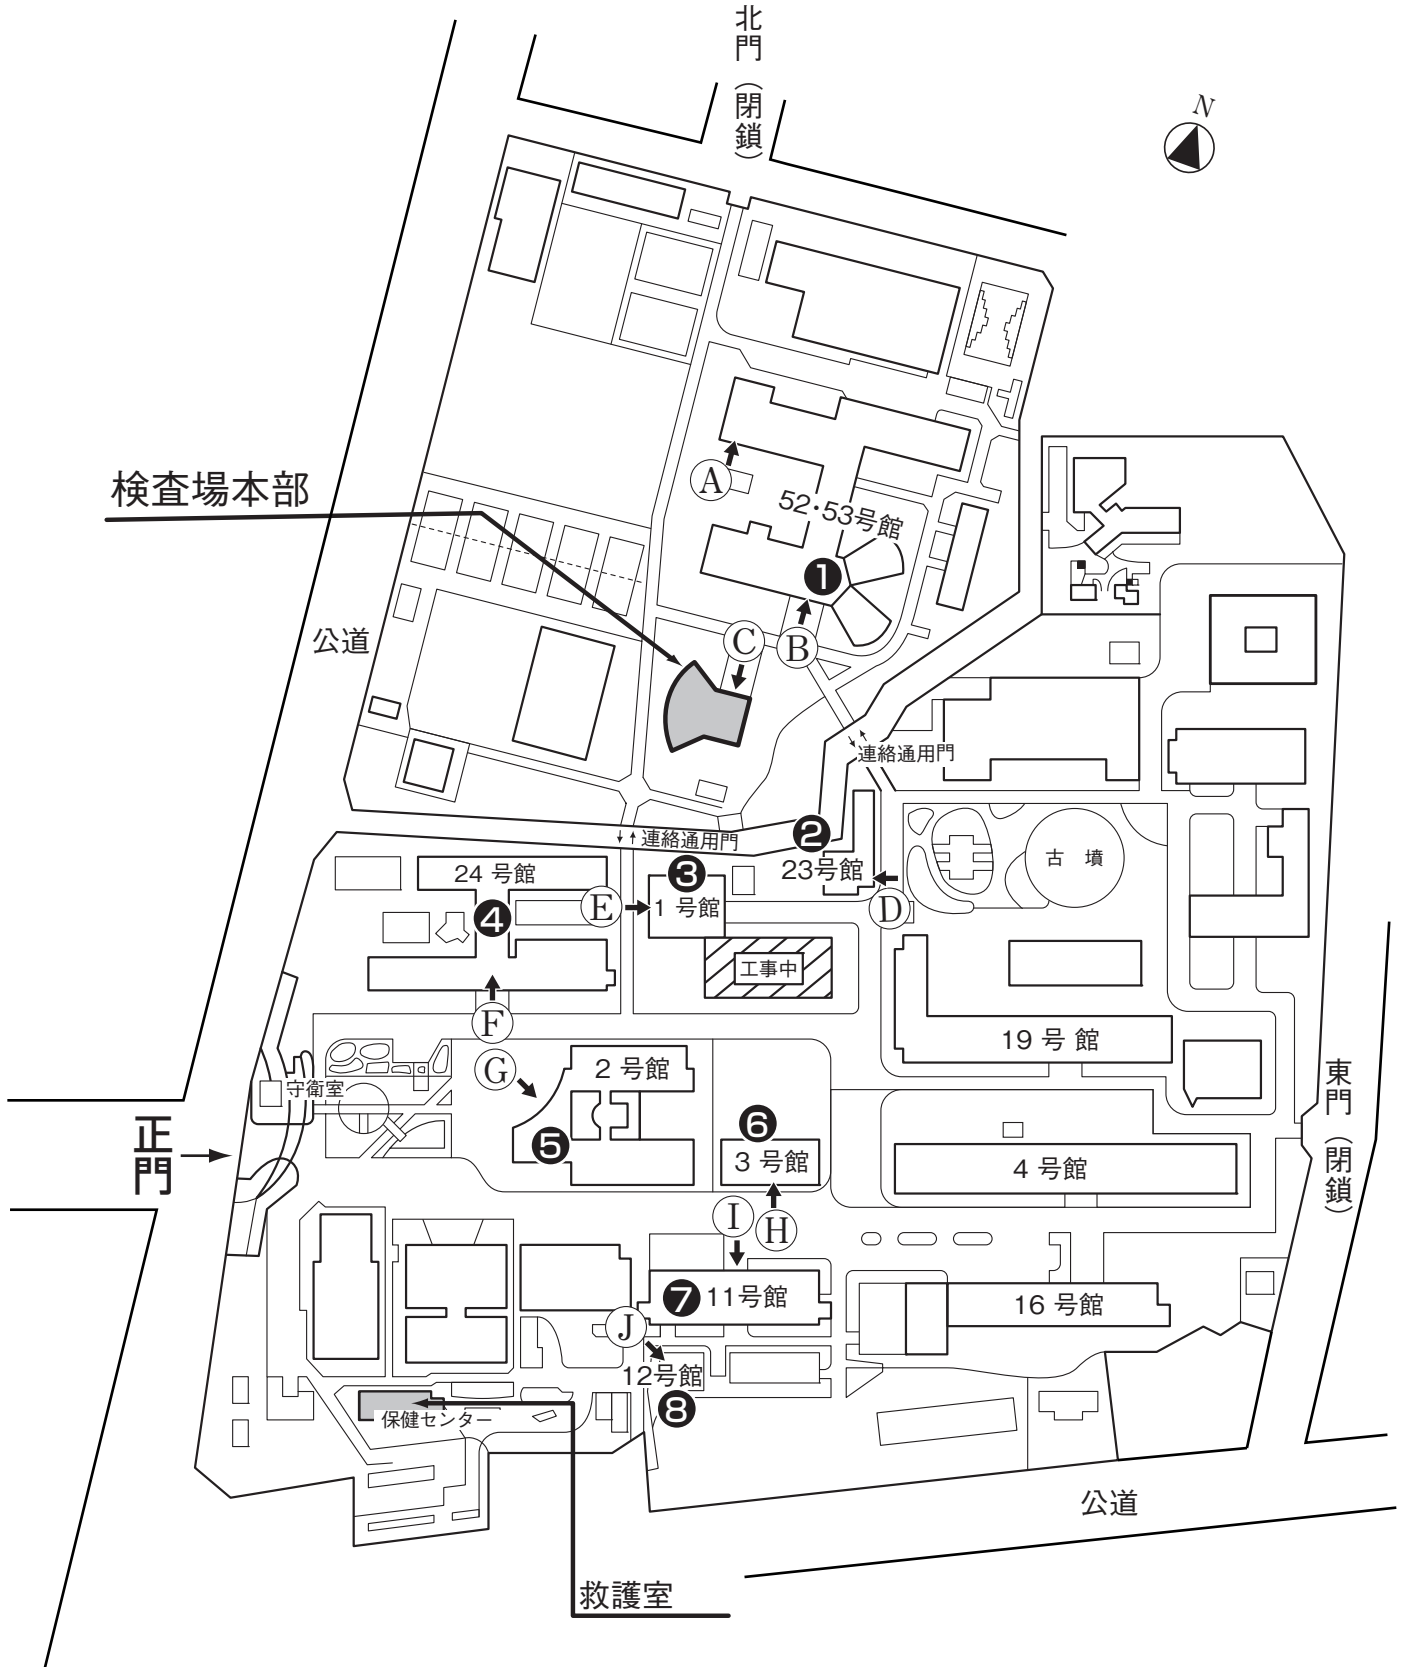 北門（閉鎖）
N
検査場本部
A
52・53号館
❶
公道
C
B
連絡通用門
❷
連絡通用門
❸
24 号館
23号館
古 墳
E
1 号館
D
❹
工事中
F
19 号 館
G
2 号館
守衛室
東門（閉鎖）
正門
❺
❻
3 号館
4 号館
I
H
❼
11号館
16 号館
J
12号館
❽
保健センター
公道
救護室